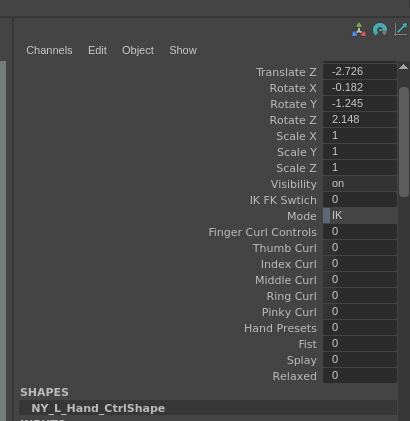 Channels Edit Object Show
Translate Z -2.726
Rotate X -0.182
Rotate Y -1.245
Rotate Z 2.148
Scale X 1
Scale Y 1
Scale Z 1
Visibility on
IK FK Swtich 0
Mode IK
Finger Curl Controls 0
Thumb Curl 0
Index Curl 0
Middle Curl 0
Ring Curl 0
Pinky Curl 0
Hand Presets 0
Fist 0
Splay 0
Relaxed 0
SHAPES
NY_L_Hand_CtrlShape